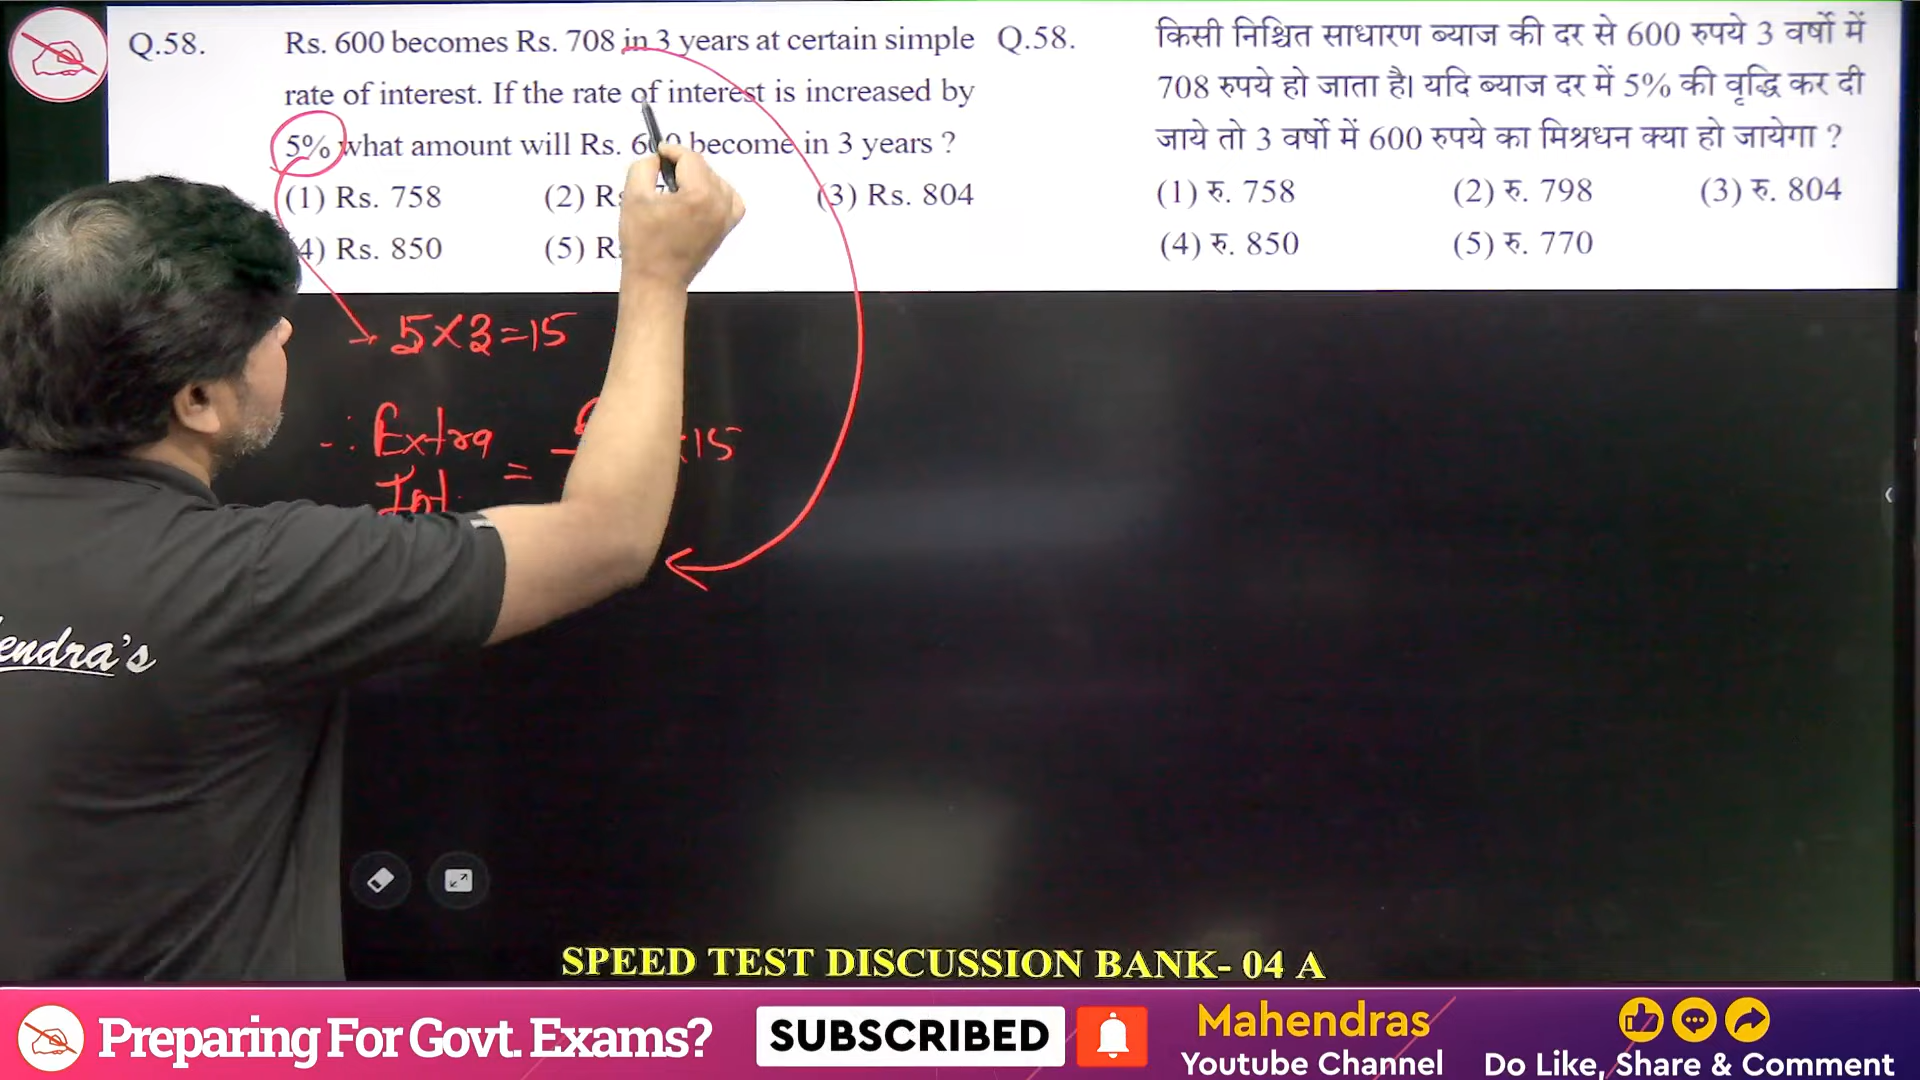 Q.58.
Rs. 600 becomes Rs. 708 in 3 years at certain simple
rate of interest. If the rate of interest is increased by
5% what amount will Rs. 600 become in 3 years ?
(1) Rs. 758 (2) (3) Rs. 804
4) Rs. 850 (5)
Q.58.
किसी निश्चित साधारण ब्याज की दर से 600 रुपये 3 वर्षो में
708 रुपये हो जाता है। यदि ब्याज दर में 5% की वृद्धि कर दी
जाये तो 3 वर्षो में 600 रुपये का मिश्रधन क्या हो जायेगा ?
(1) रु. 758 (2) रु. 798 (3) रु. 804
(4) रु. 850 (5) रु. 770
5×3=15
∴ Extra
Int. = 15
endra's
SPEED TEST DISCUSSION BANK- 04 A
Preparing For Govt. Exams?
SUBSCRIBED
Mahendras
Youtube Channel
Do Like, Share & Comment